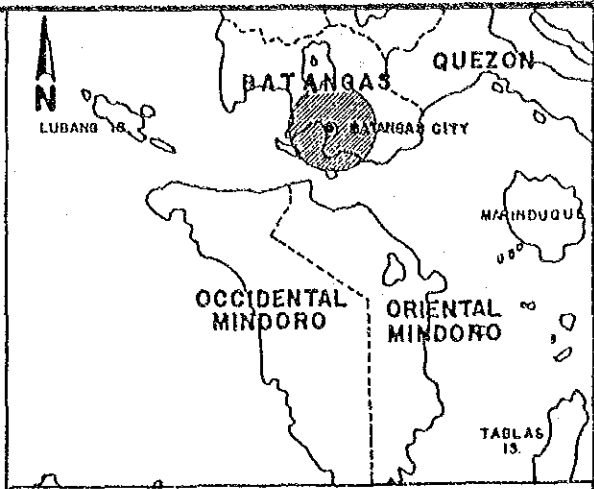 N
BATANGAS
QUEZON
LUBANG IS.
BATANGAS CITY
MARINDUQUE
OCCIDENTAL
MINDORO
ORIENTAL
MINDORO
TABLAS
IS.